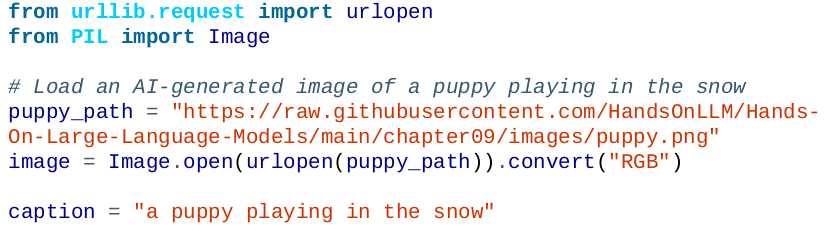 from urllib.request import urlopen
from PIL import Image

# Load an AI-generated image of a puppy playing in the snow
puppy_path = "https://raw.githubusercontent.com/HandsOnLLM/Hands-
On-Large-Language-Models/main/chapter09/images/puppy.png"
image = Image.open(urlopen(puppy_path)).convert("RGB")

caption = "a puppy playing in the snow"